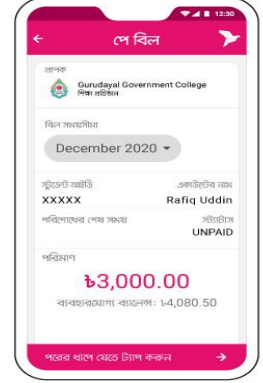 12:30
পে বিল
প্রাপক
Gurudayal Government College
শিক্ষা প্রতিষ্ঠান
বিল সময়সীমা
December 2020
স্টুডেন্ট আইডি একাউন্টের নাম
XXXXX Rafiq Uddin
পরিশোধের শেষ সময় স্ট্যাটাস
UNPAID
পরিমাণ
৳3,000.00
ব্যবহারযোগ্য ব্যালেন্স: ৳4,080.50
পরের ধাপে যেতে ট্যাপ করুন